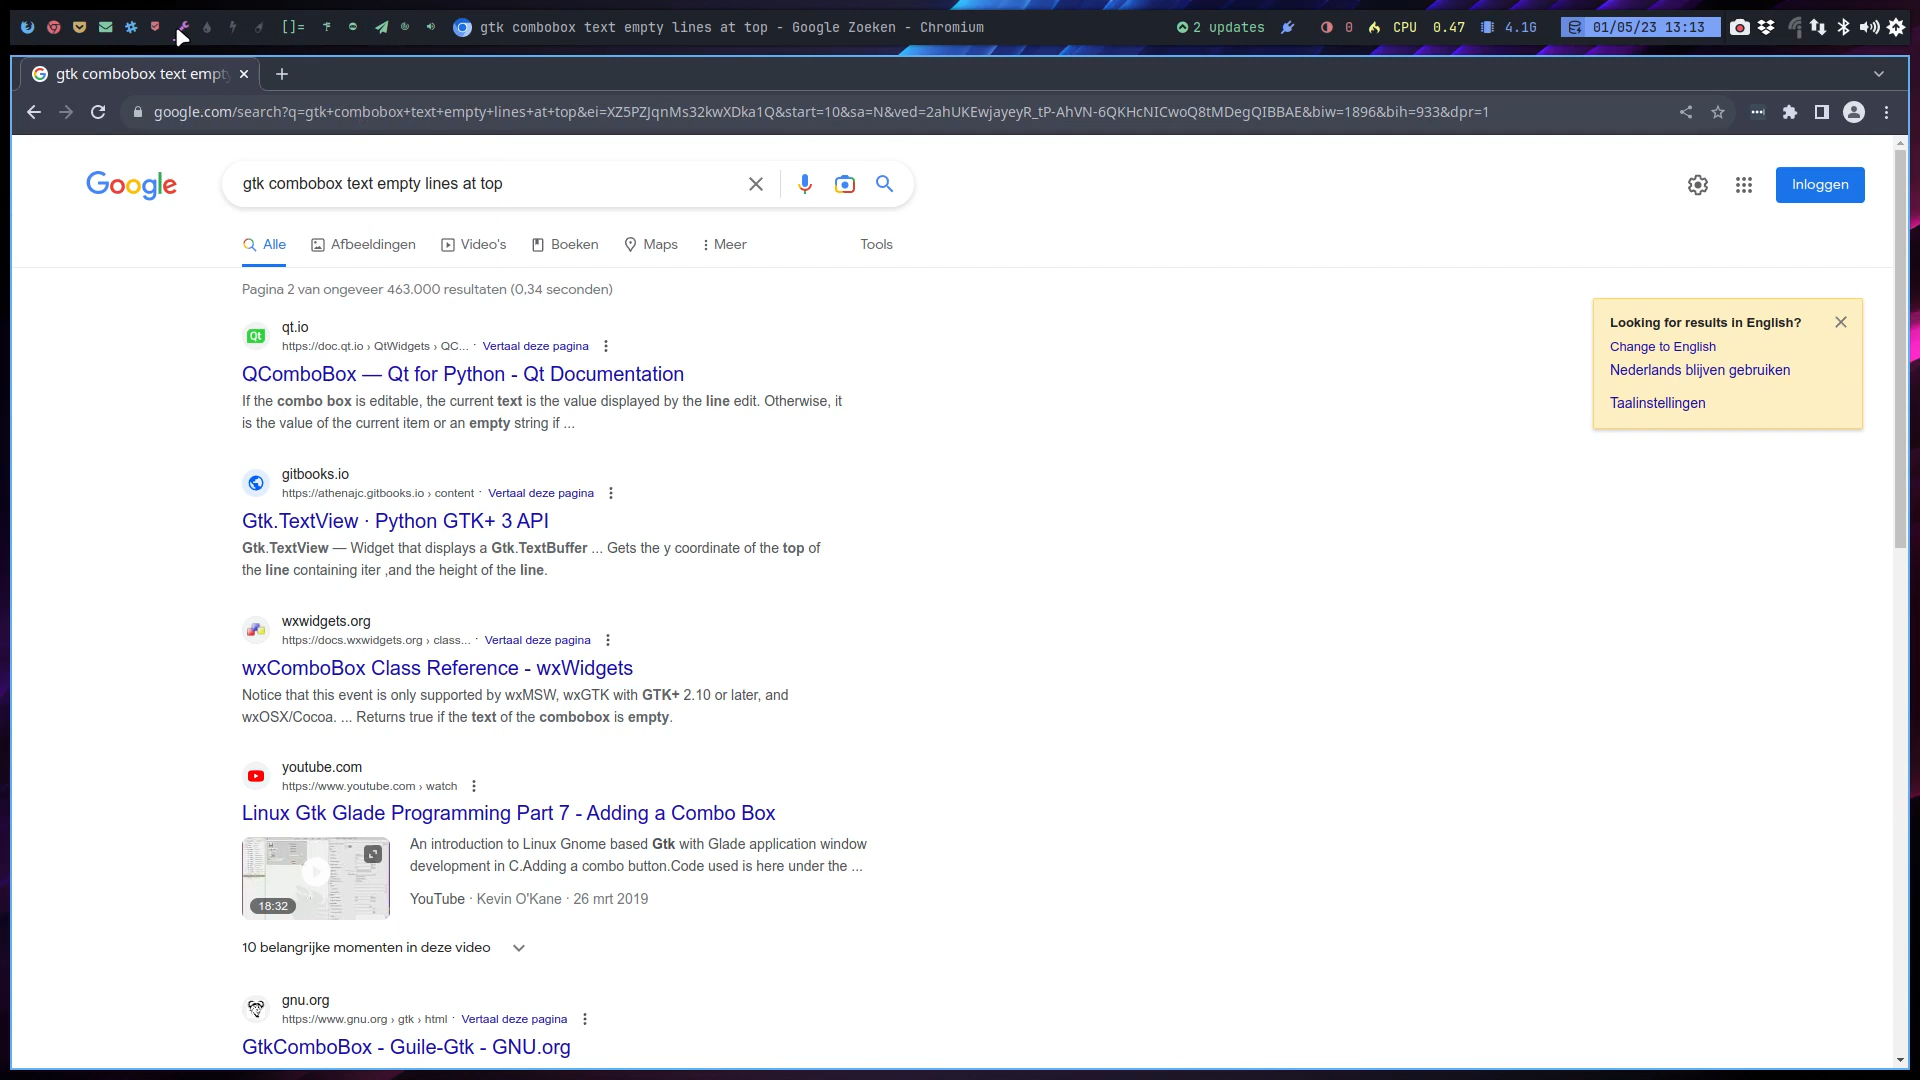 []= gtk combobox text empty lines at top - Google Zoeken - Chromium 2 updates 0 CPU 0.47 4.1G 01/05/23 13:13
gtk combobox text empt
google.com/search?q=gtk+combobox+text+empty+lines+at+top&ei=XZ5PZJqnMs32kwXDka1Q&start=10&sa=N&ved=2ahUKEwjayeyR_tP-AhVN-6QKHcNICwoQ8tMDegQIBBAE&biw=1896&bih=933&dpr=1
Google
gtk combobox text empty lines at top
Inloggen
Alle Afbeeldingen Video's Boeken Maps Meer Tools
Pagina 2 van ongeveer 463.000 resultaten (0,34 seconden)
Looking for results in English?
Change to English
Nederlands blijven gebruiken
Taalinstellingen
Qt
qt.io
https://doc.qt.io › QtWidgets › QC... · Vertaal deze pagina
QComboBox — Qt for Python - Qt Documentation
If the combo box is editable, the current text is the value displayed by the line edit. Otherwise, it
is the value of the current item or an empty string if ...
gitbooks.io
https://athenajc.gitbooks.io › content · Vertaal deze pagina
Gtk.TextView · Python GTK+ 3 API
Gtk.TextView — Widget that displays a Gtk.TextBuffer ... Gets the y coordinate of the top of
the line containing iter ,and the height of the line.
wxwidgets.org
https://docs.wxwidgets.org › class... · Vertaal deze pagina
wxComboBox Class Reference - wxWidgets
Notice that this event is only supported by wxMSW, wxGTK with GTK+ 2.10 or later, and
wxOSX/Cocoa. ... Returns true if the text of the combobox is empty.
youtube.com
https://www.youtube.com › watch
Linux Gtk Glade Programming Part 7 - Adding a Combo Box
18:32
An introduction to Linux Gnome based Gtk with Glade application window
development in C.Adding a combo button.Code used is here under the ...
YouTube · Kevin O'Kane · 26 mrt 2019
10 belangrijke momenten in deze video
gnu.org
https://www.gnu.org › gtk › html · Vertaal deze pagina
GtkComboBox - Guile-Gtk - GNU.org